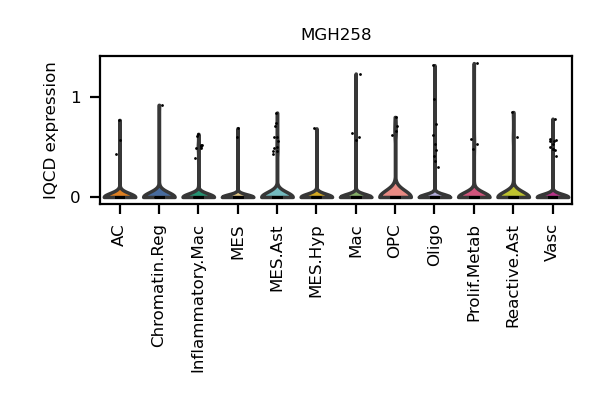 MGH258
IQCD expression
1
0
AC
Chromatin.Reg
Inflammatory.Mac
MES
MES.Ast
MES.Hyp
Mac
OPC
Oligo
Prolif.Metab
Reactive.Ast
Vasc